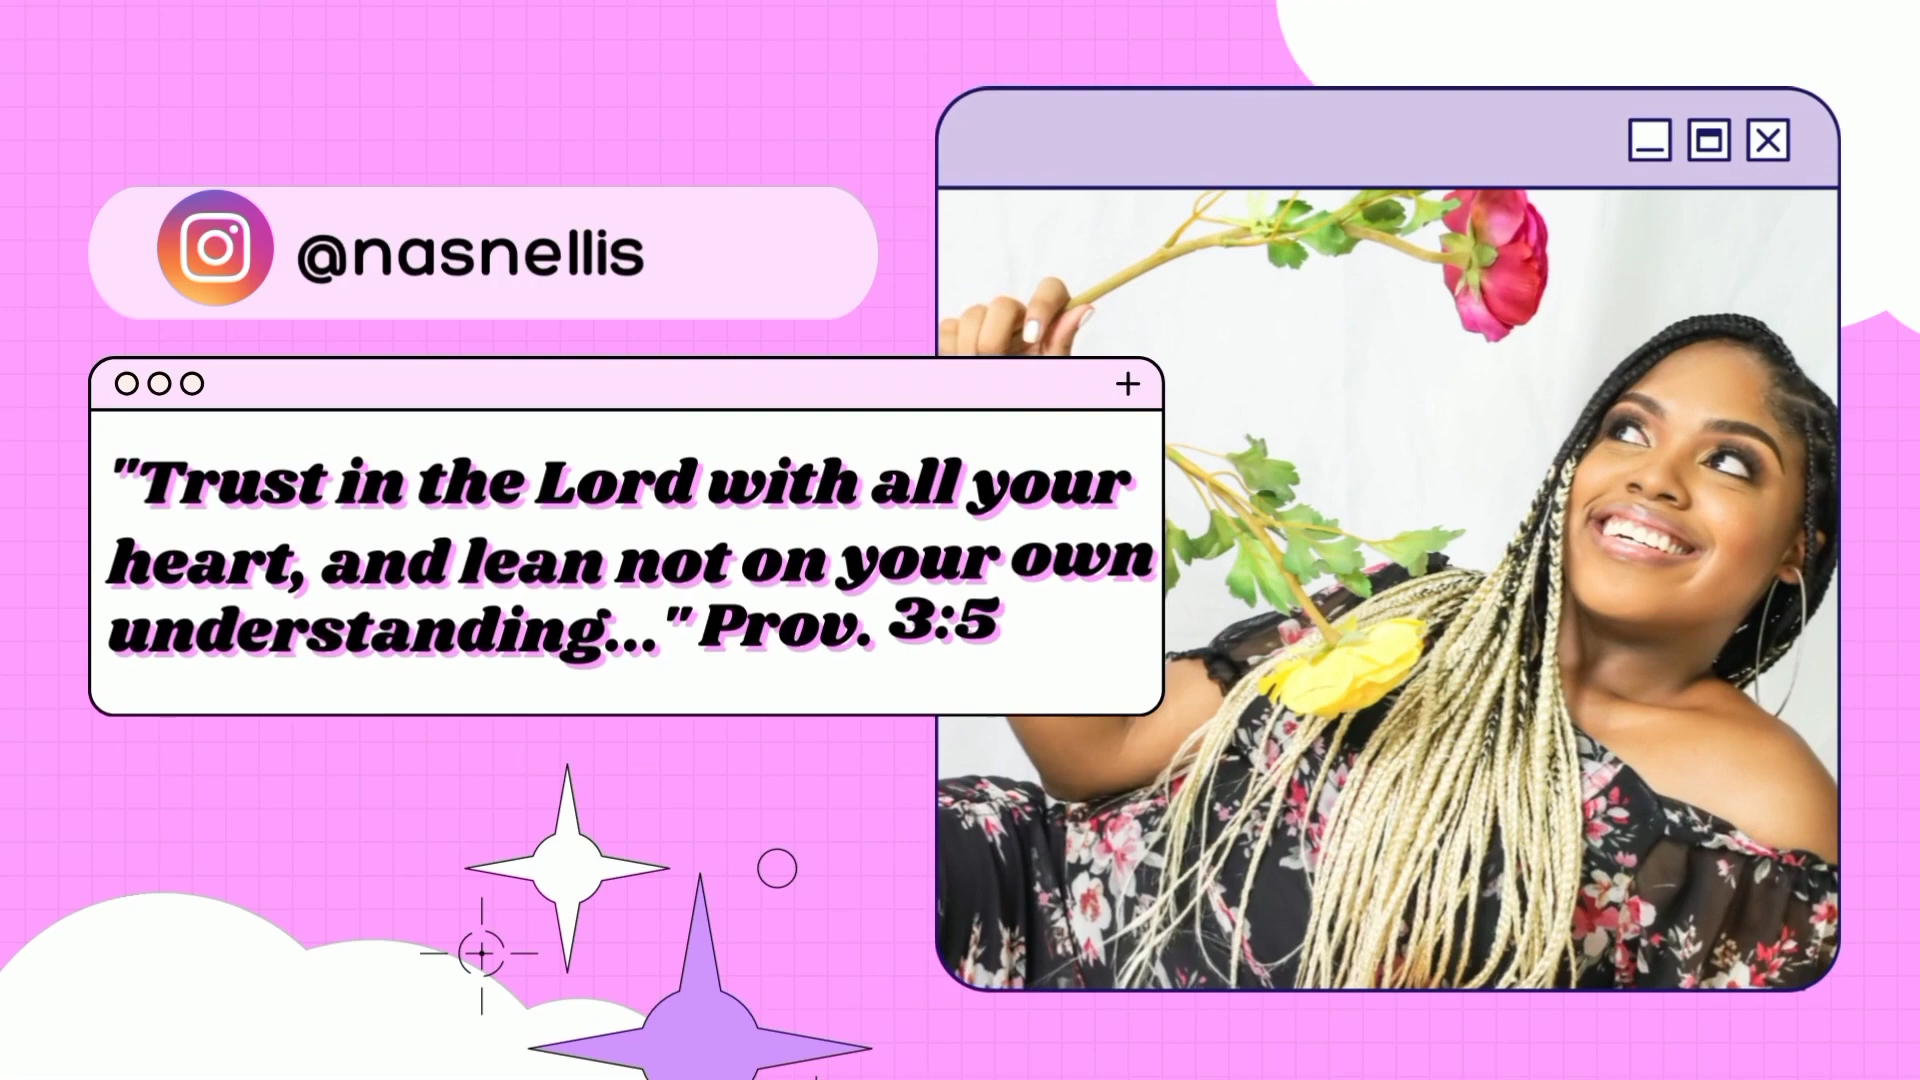 @nasnellis
"Trust in the Lord with all your
heart, and lean not on your own
understanding..." Prov. 3:5